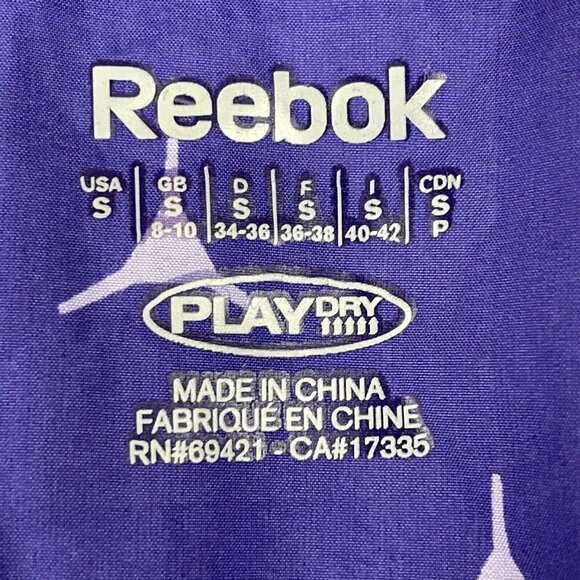 Reebok
USA GB D F I CDN
S S S S S S
8-10 34-36 36-38 40-42 P
PLAYDRY
MADE IN CHINA
FABRIQUÉ EN CHINE
RN#69421 - CA#17335